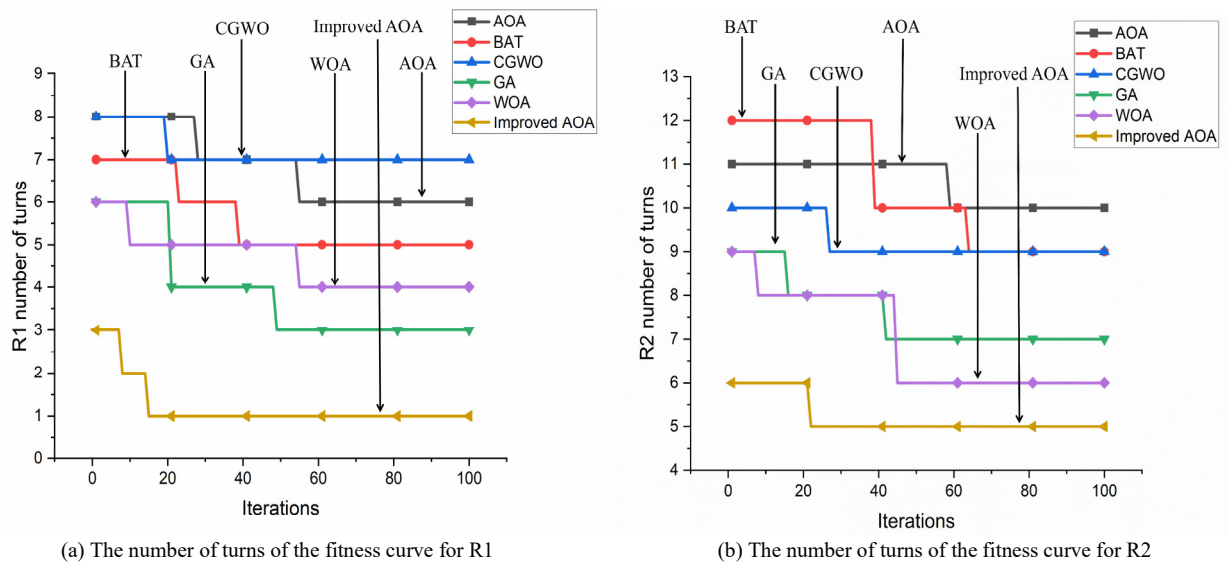 BAT
GA
CGWO
WOA
Improved AOA
AOA
AOA
BAT
CGWO
GA
WOA
Improved AOA
9
8
7
6
5
4
3
2
1
0
R1 number of turns
0 20 40 60 80 100
Iterations
(a) The number of turns of the fitness curve for R1
BAT
GA
CGWO
AOA
WOA
Improved AOA
AOA
BAT
CGWO
GA
WOA
Improved AOA
13
12
11
10
9
8
7
6
5
4
R2 number of turns
0 20 40 60 80 100
Iterations
(b) The number of turns of the fitness curve for R2